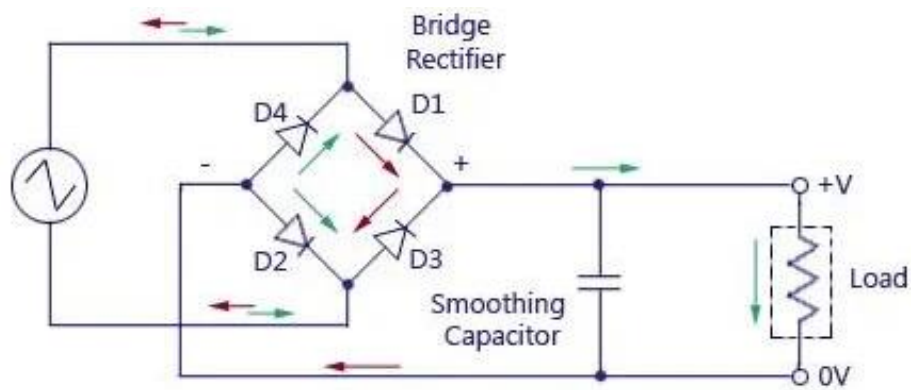 Bridge
Rectifier
D4
D1
-
+
+V
D2
D3
Load
Smoothing
Capacitor
0V